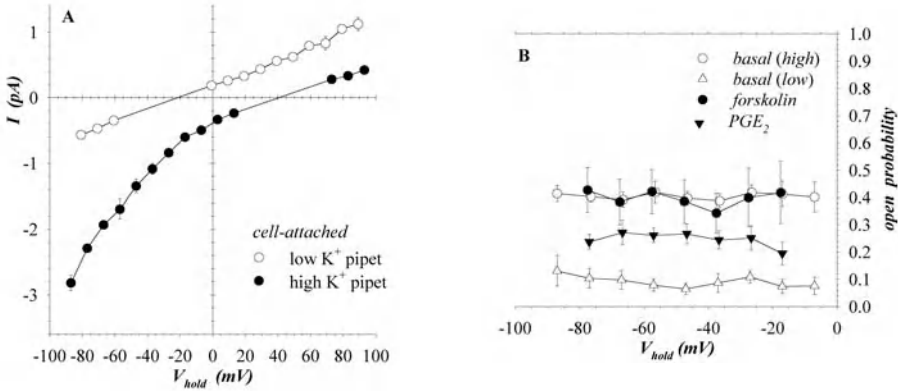 A
I (pA)
1
0
-1
-2
-3
cell-attached
low K⁺ pipet
high K⁺ pipet
-100 -80 -60 -40 -20 0 20 40 60 80 100
V_hold (mV)
B
basal (high)
basal (low)
forskolin
PGE₂
1.0
0.9
0.8
0.7
0.6
0.5
0.4
0.3
0.2
0.1
0.0
open probability
-100 -80 -60 -40 -20 0
V_hold (mV)